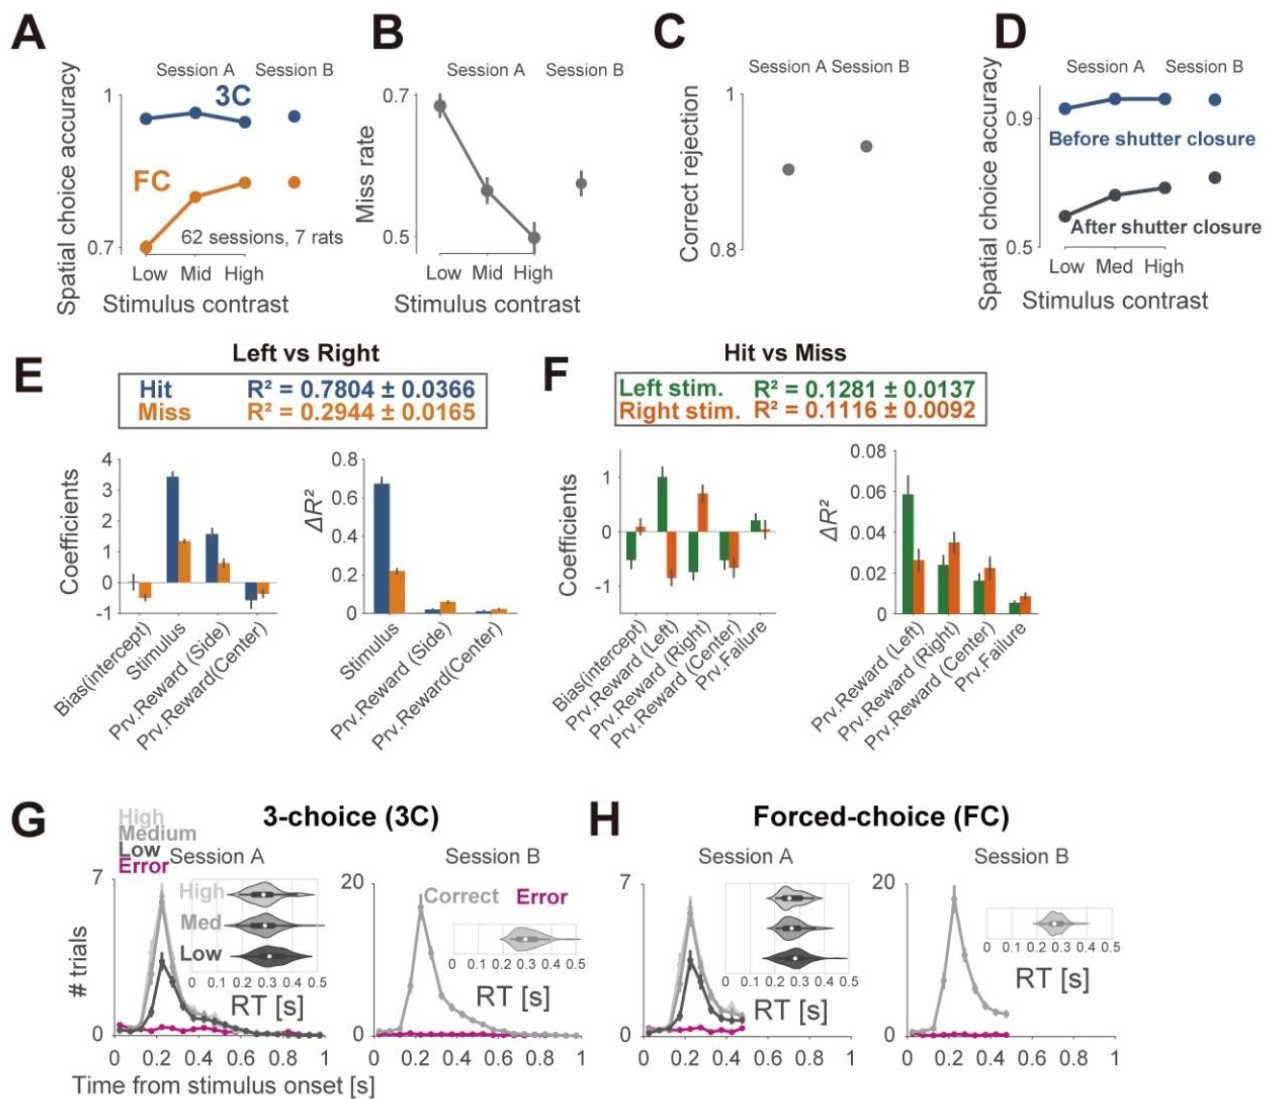 A
Session A Session B
1
3C
FC
62 sessions, 7 rats
0.7
Low Mid High
Stimulus contrast
Spatial choice accuracy
B
Session A Session B
0.7
0.5
Miss rate
Low Mid High
Stimulus contrast
C
Session A Session B
1
0.8
Correct rejection
D
Session A Session B
0.9
Before shutter closure
After shutter closure
0.5
Spatial choice accuracy
Low Med High
Stimulus contrast
E
Left vs Right
Hit R² = 0.7804 ± 0.0366
Miss R² = 0.2944 ± 0.0165
Coefficients
4
3
2
1
0
-1
Bias(intercept)
Stimulus
Prv.Reward (Side)
Prv.Reward(Center)
ΔR²
0.8
0.6
0.4
0.2
0
Stimulus
Prv.Reward (Side)
Prv.Reward(Center)
F
Hit vs Miss
Left stim. R² = 0.1281 ± 0.0137
Right stim. R² = 0.1116 ± 0.0092
Coefficients
1
0
-1
Bias(intercept)
Prv.Reward (Left)
Prv.Reward (Right)
Prv.Reward (Center)
Prv.Failure
ΔR²
0.08
0.06
0.04
0.02
0
Prv.Reward (Left)
Prv.Reward (Right)
Prv.Reward (Center)
Prv.Failure
G
3-choice (3C)
High
Medium
Low
Error
Session A
7
0
# trials
High
Med
Low
0 0.1 0.2 0.3 0.4 0.5
RT [s]
0 0.2 0.4 0.6 0.8 1
Time from stimulus onset [s]
Session B
20
0
Correct Error
0 0.1 0.2 0.3 0.4 0.5
RT [s]
0 0.2 0.4 0.6 0.8 1
H
Forced-choice (FC)
Session A
7
0
0 0.1 0.2 0.3 0.4 0.5
RT [s]
0 0.2 0.4 0.6 0.8 1
Session B
20
0
0 0.1 0.2 0.3 0.4 0.5
RT [s]
0 0.2 0.4 0.6 0.8 1